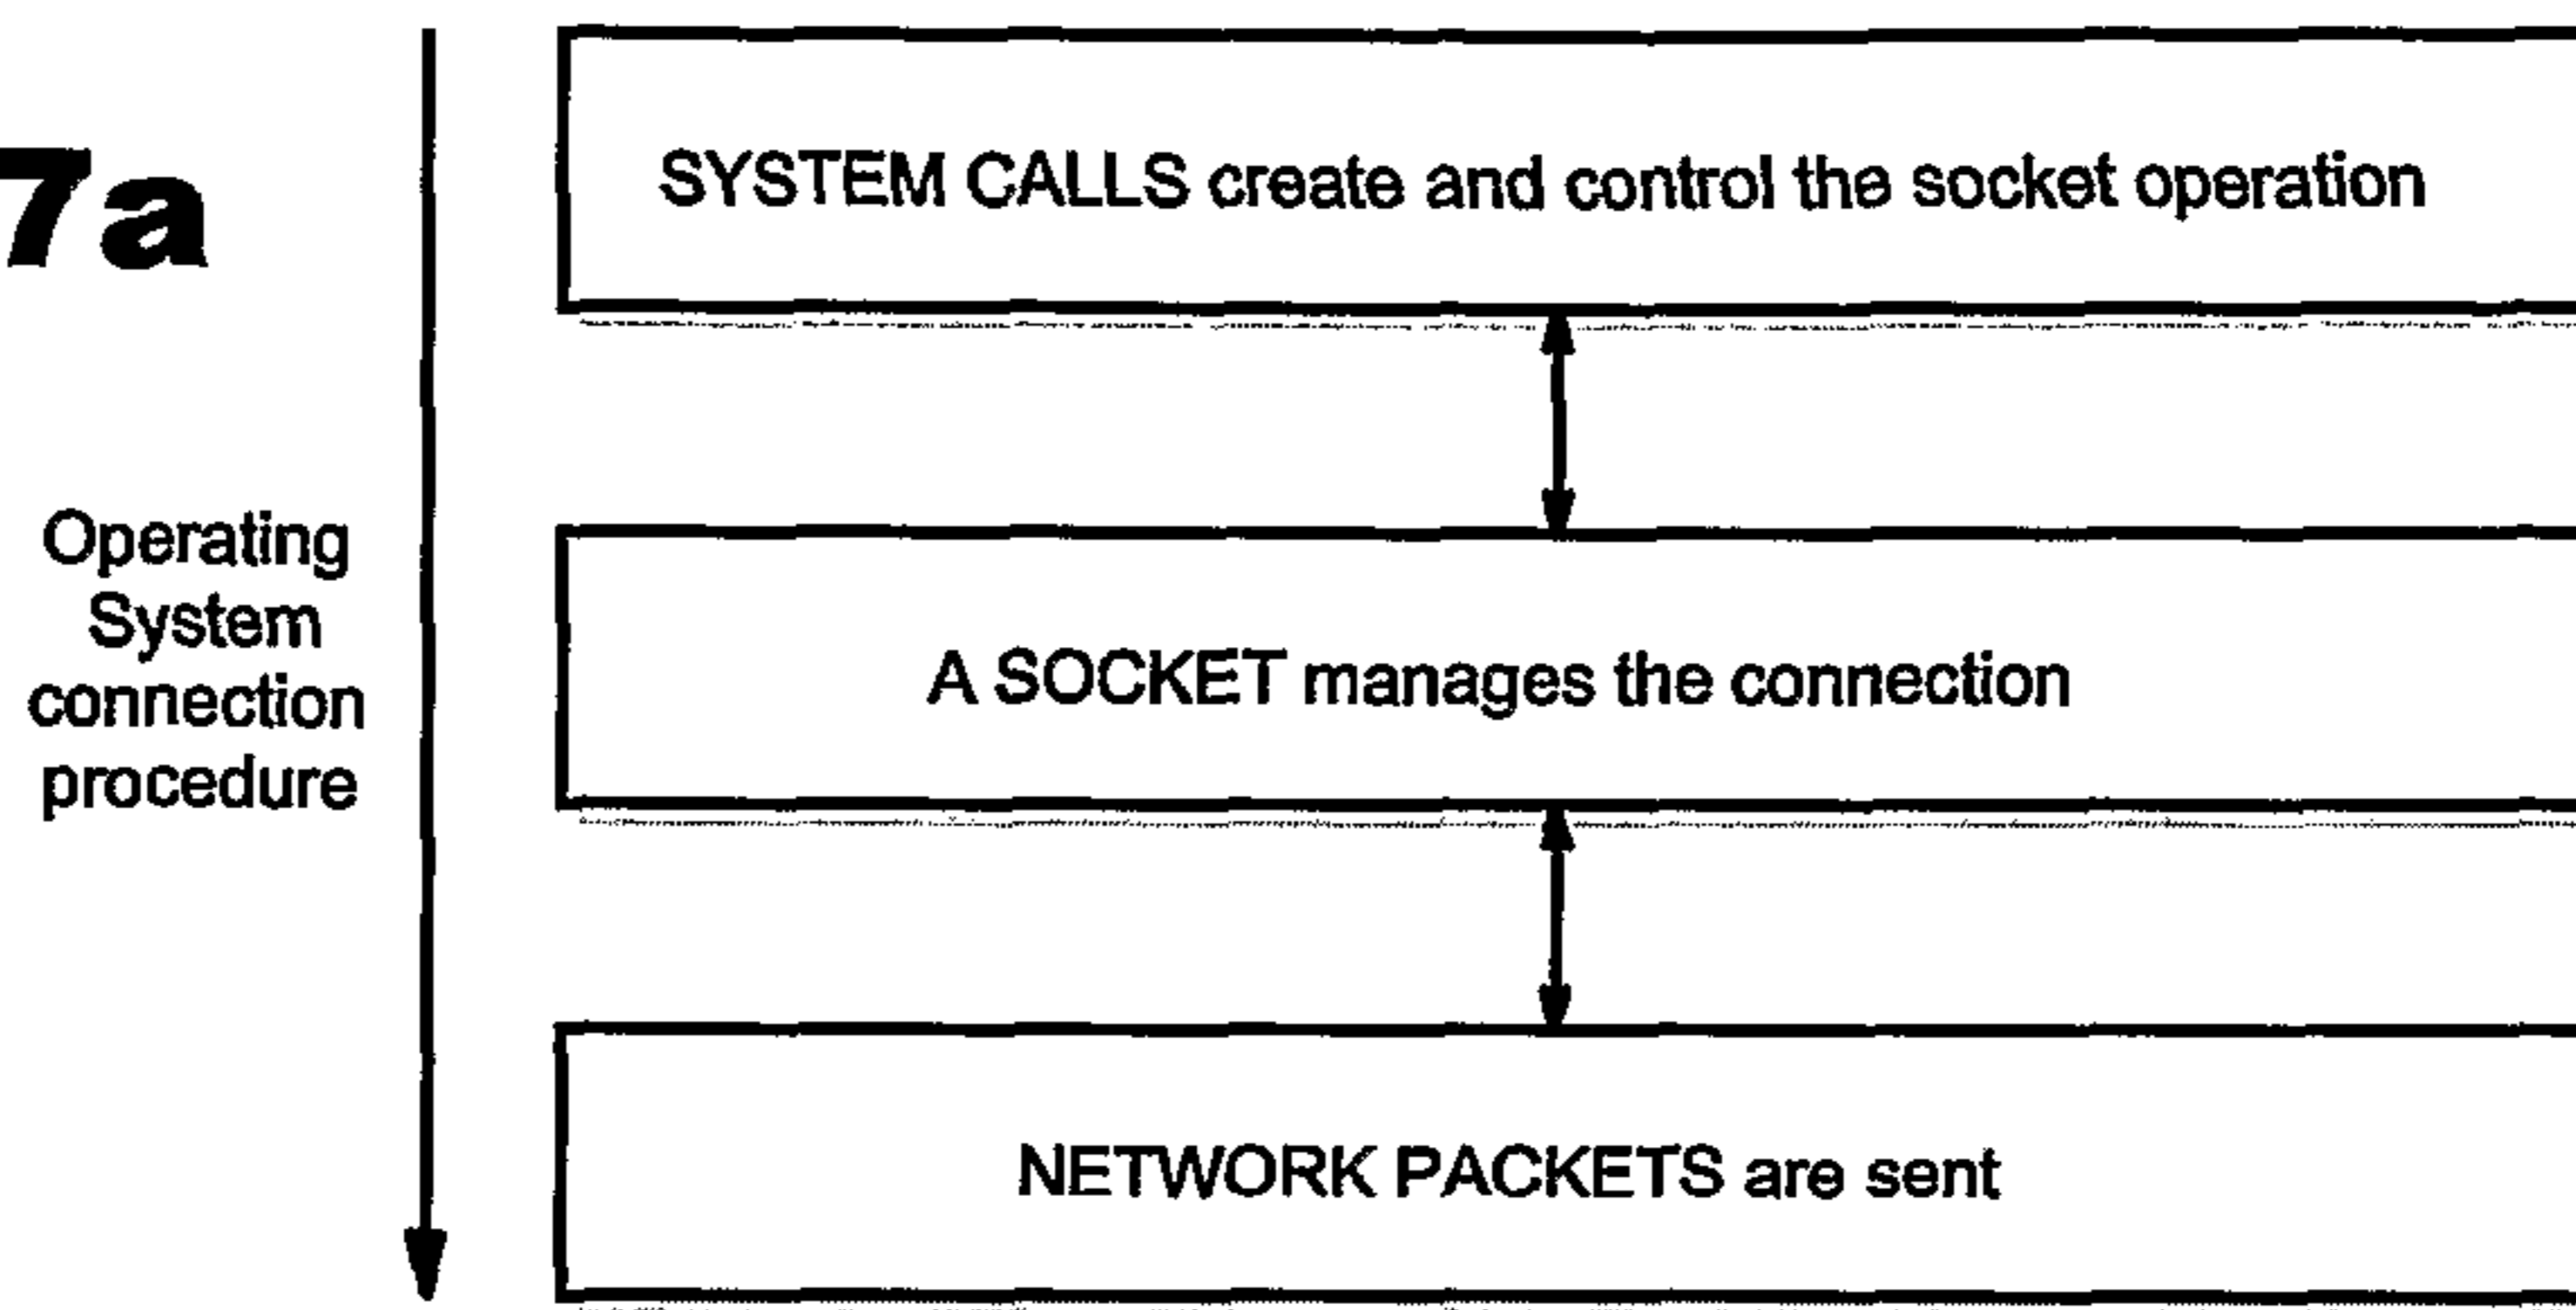 7a
SYSTEM CALLS create and control the socket operation
Operating
System
connection
procedure
A SOCKET manages the connection
NETWORK PACKETS are sent